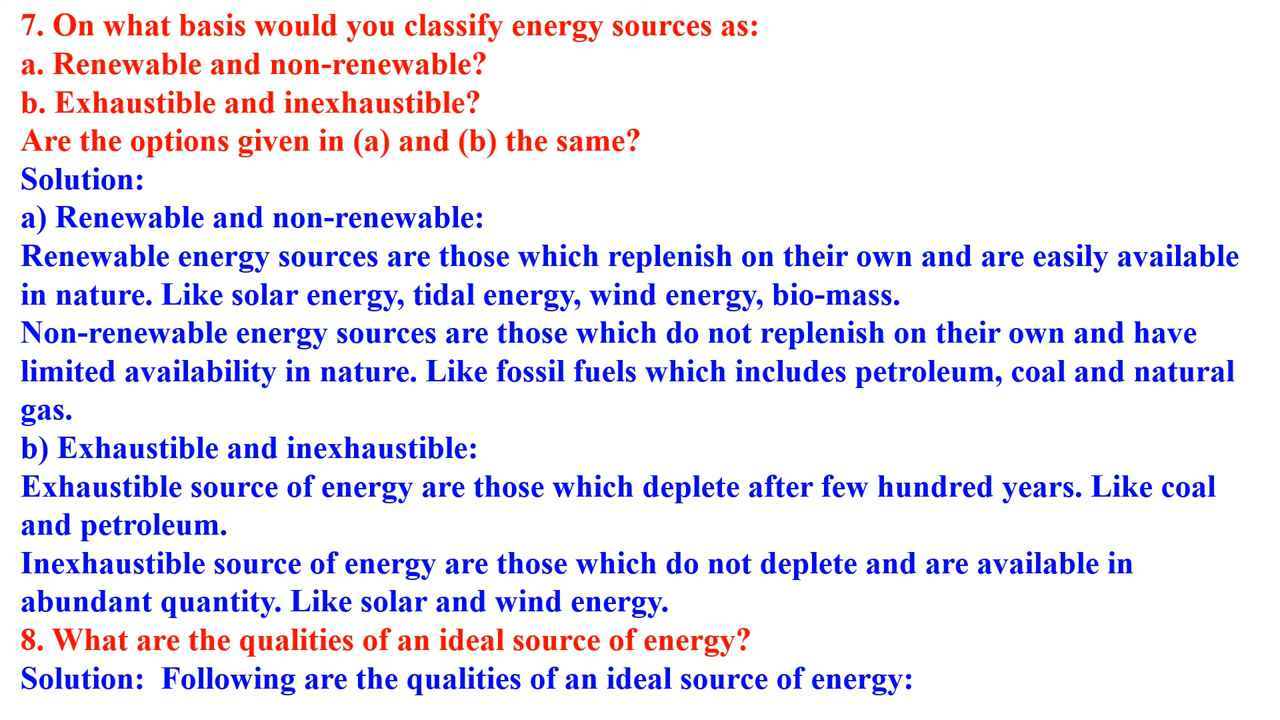 7. On what basis would you classify energy sources as:
a. Renewable and non-renewable?
b. Exhaustible and inexhaustible?
Are the options given in (a) and (b) the same?
Solution:
a) Renewable and non-renewable:
Renewable energy sources are those which replenish on their own and are easily available
in nature. Like solar energy, tidal energy, wind energy, bio-mass.
Non-renewable energy sources are those which do not replenish on their own and have
limited availability in nature. Like fossil fuels which includes petroleum, coal and natural
gas.
b) Exhaustible and inexhaustible:
Exhaustible source of energy are those which deplete after few hundred years. Like coal
and petroleum.
Inexhaustible source of energy are those which do not deplete and are available in
abundant quantity. Like solar and wind energy.
8. What are the qualities of an ideal source of energy?
Solution:  Following are the qualities of an ideal source of energy: